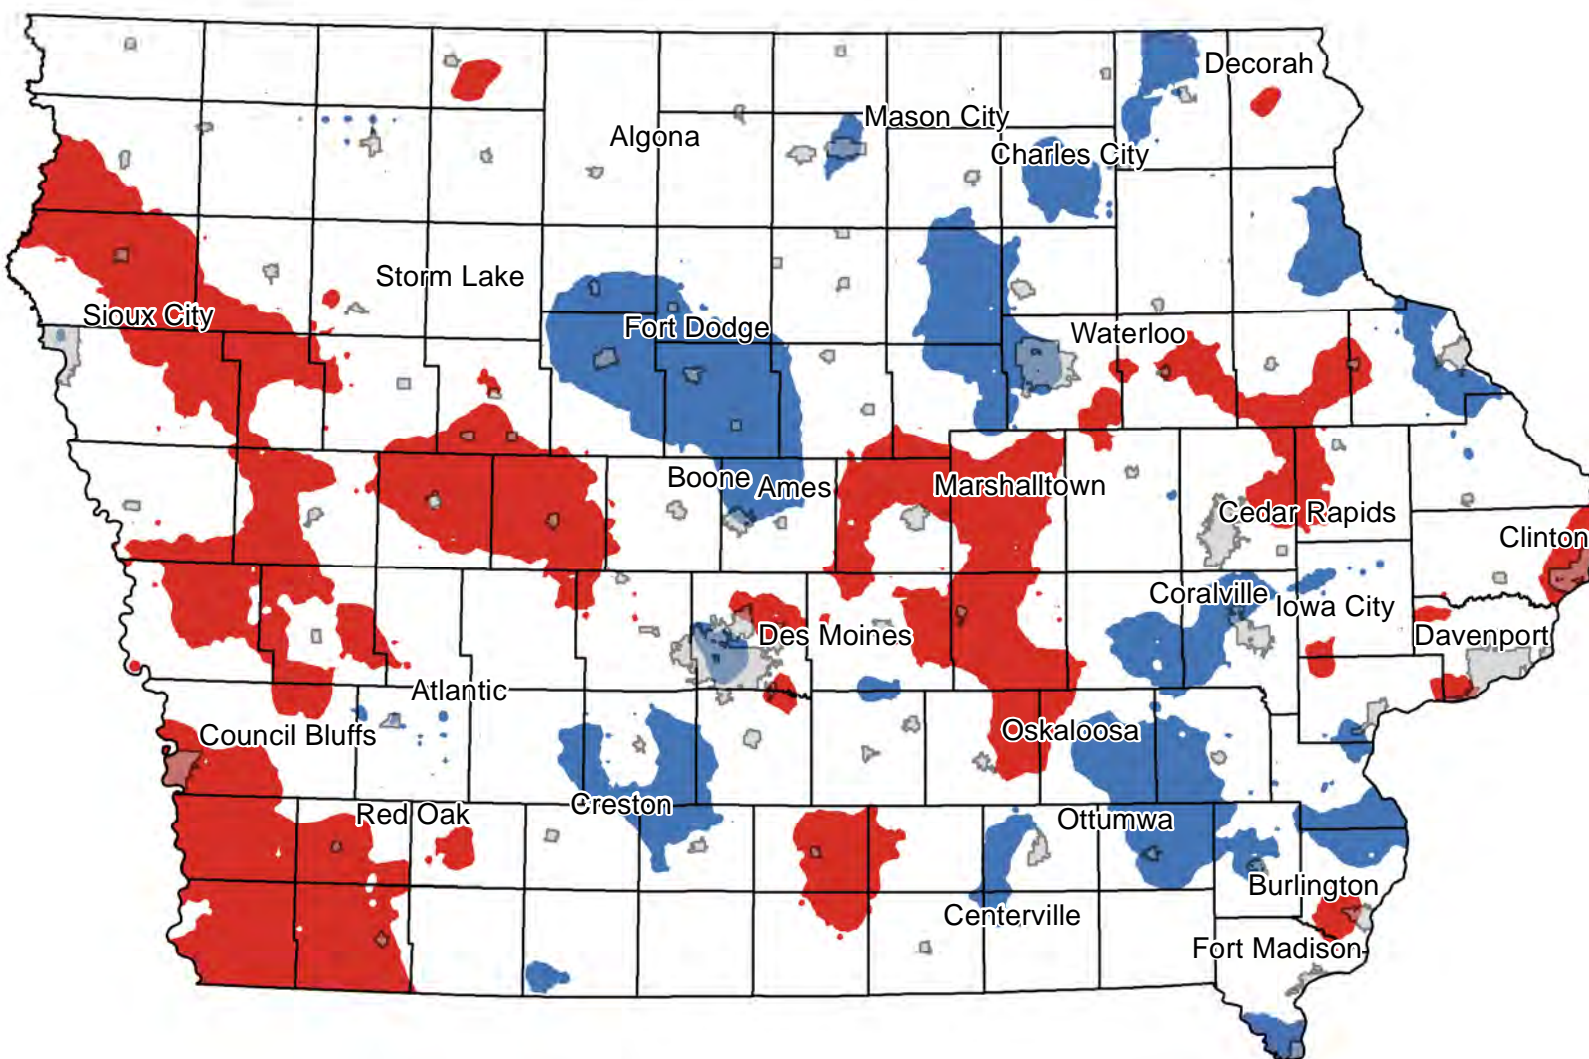 Decorah
Mason City
Algona
Charles City
Storm Lake
Sioux City
Fort Dodge
Waterloo
Boone
Ames
Marshalltown
Cedar Rapids
Clinton
Coralville
Iowa City
Des Moines
Davenport
Atlantic
Council Bluffs
Oskaloosa
Creston
Red Oak
Ottumwa
Burlington
Centerville
Fort Madison